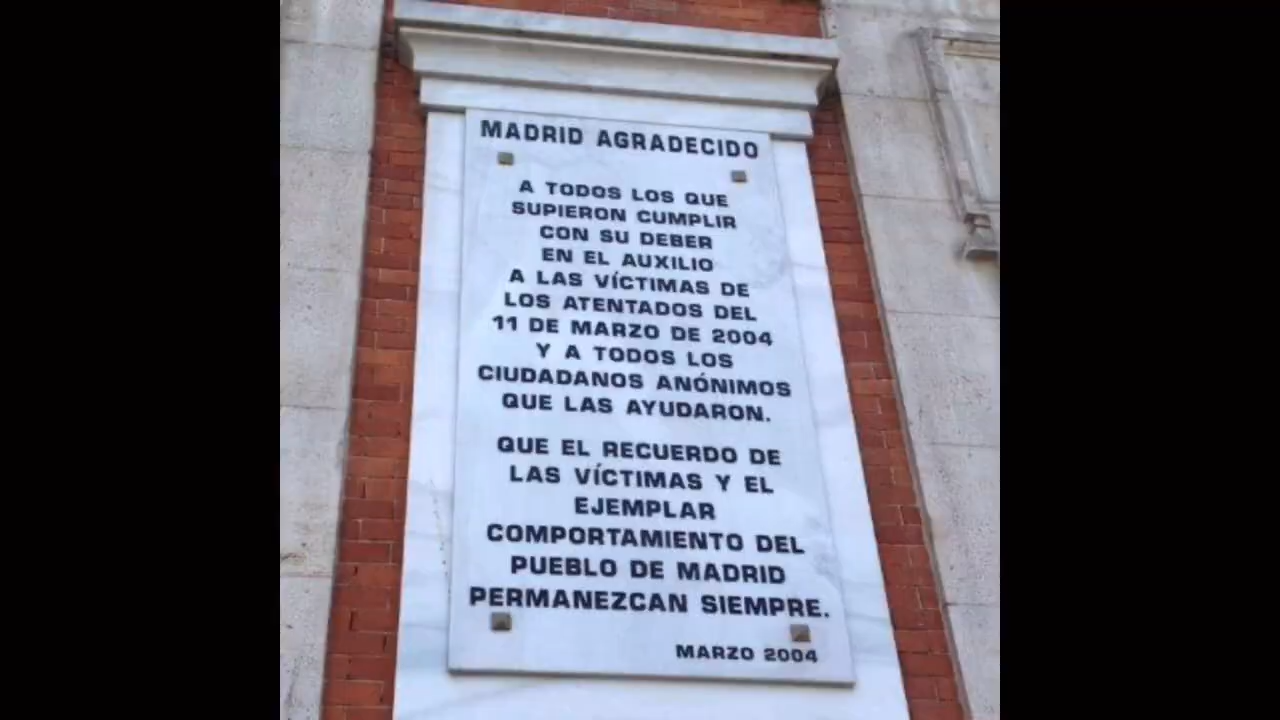 MADRID AGRADECIDO
A TODOS LOS QUE
SUPIERON CUMPLIR
CON SU DEBER
EN EL AUXILIO
A LAS VÍCTIMAS DE
LOS ATENTADOS DEL
11 DE MARZO DE 2004
Y A TODOS LOS
CIUDADANOS ANÓNIMOS
QUE LAS AYUDARON.
QUE EL RECUERDO DE
LAS VÍCTIMAS Y EL
EJEMPLAR
COMPORTAMIENTO DEL
PUEBLO DE MADRID
PERMANEZCAN SIEMPRE.
MARZO 2004